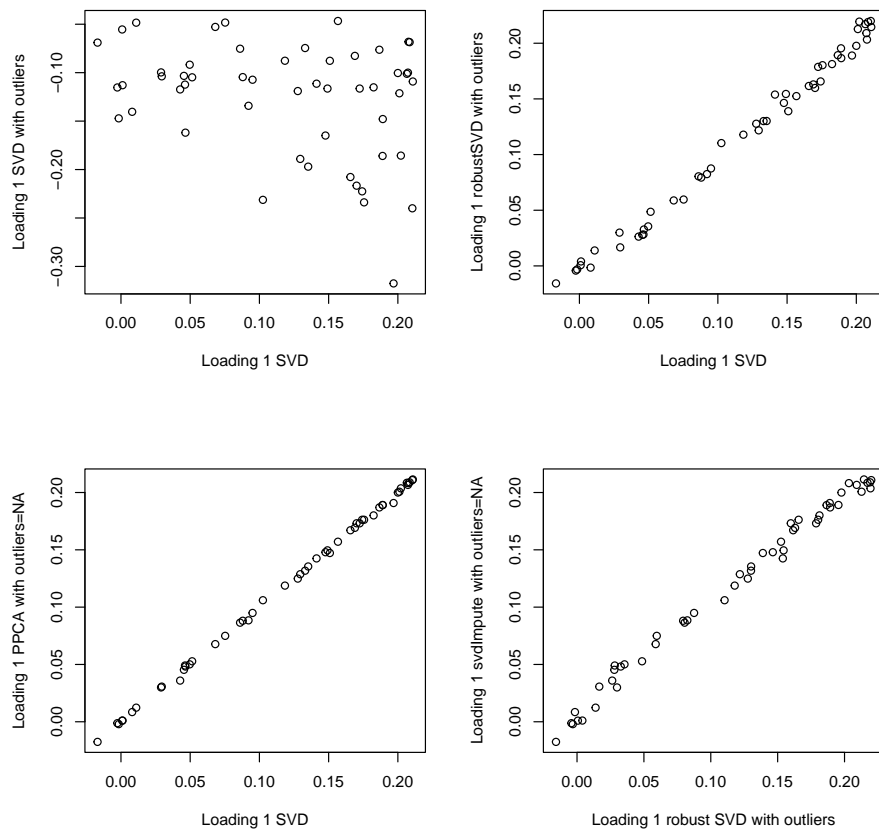 Loading 1 SVD with outliers
-0.30 -0.20 -0.10
0.00 0.05 0.10 0.15 0.20
Loading 1 SVD
Loading 1 robustSVD with outliers
0.00 0.05 0.10 0.15 0.20
0.00 0.05 0.10 0.15 0.20
Loading 1 SVD
Loading 1 PPCA with outliers=NA
0.00 0.05 0.10 0.15 0.20
0.00 0.05 0.10 0.15 0.20
Loading 1 SVD
Loading 1 svdImpute with outliers=NA
0.00 0.05 0.10 0.15 0.20
0.00 0.05 0.10 0.15 0.20
Loading 1 robust SVD with outliers